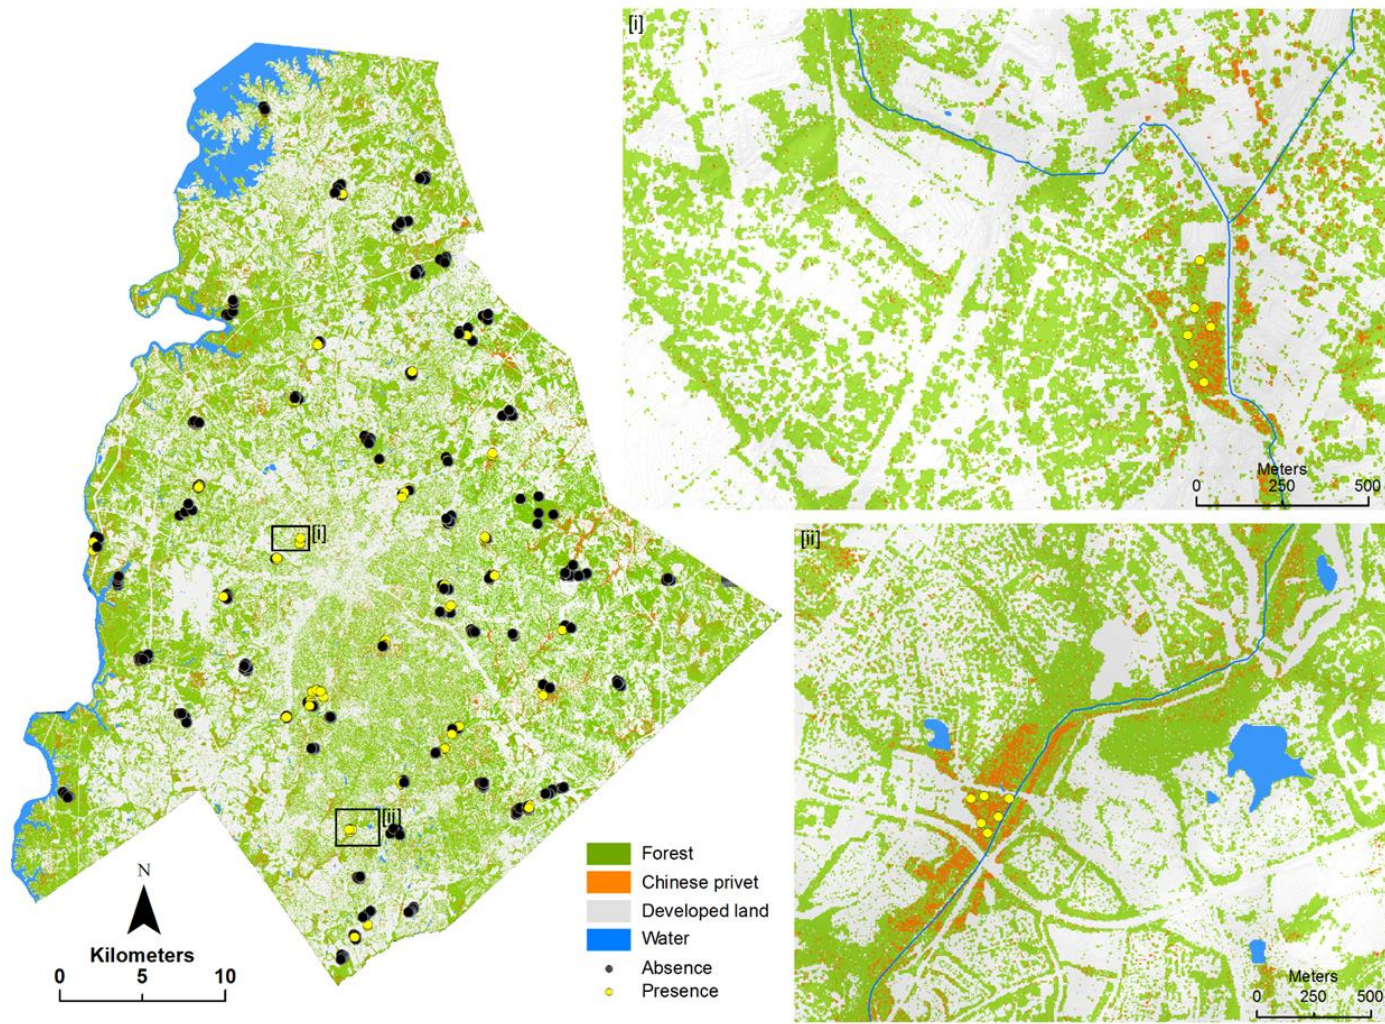 [i]
[i]
Meters
0 250 500
[ii]
[ii]
Meters
0 250 500
N
Kilometers
0 5 10
Forest
Chinese privet
Developed land
Water
Absence
Presence